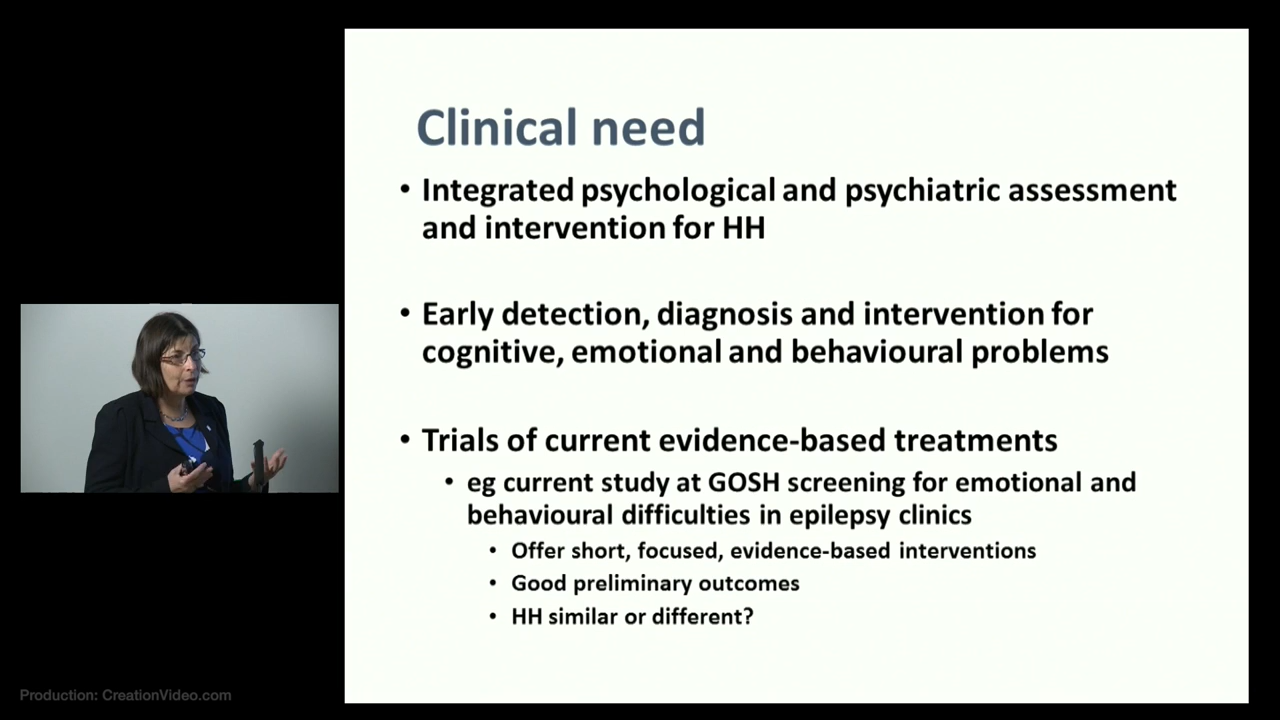 Clinical need
• Integrated psychological and psychiatric assessment
and intervention for HH
• Early detection, diagnosis and intervention for
cognitive, emotional and behavioural problems
• Trials of current evidence-based treatments
• eg current study at GOSH screening for emotional and
behavioural difficulties in epilepsy clinics
• Offer short, focused, evidence-based interventions
• Good preliminary outcomes
• HH similar or different?
Production: CreationVideo.com